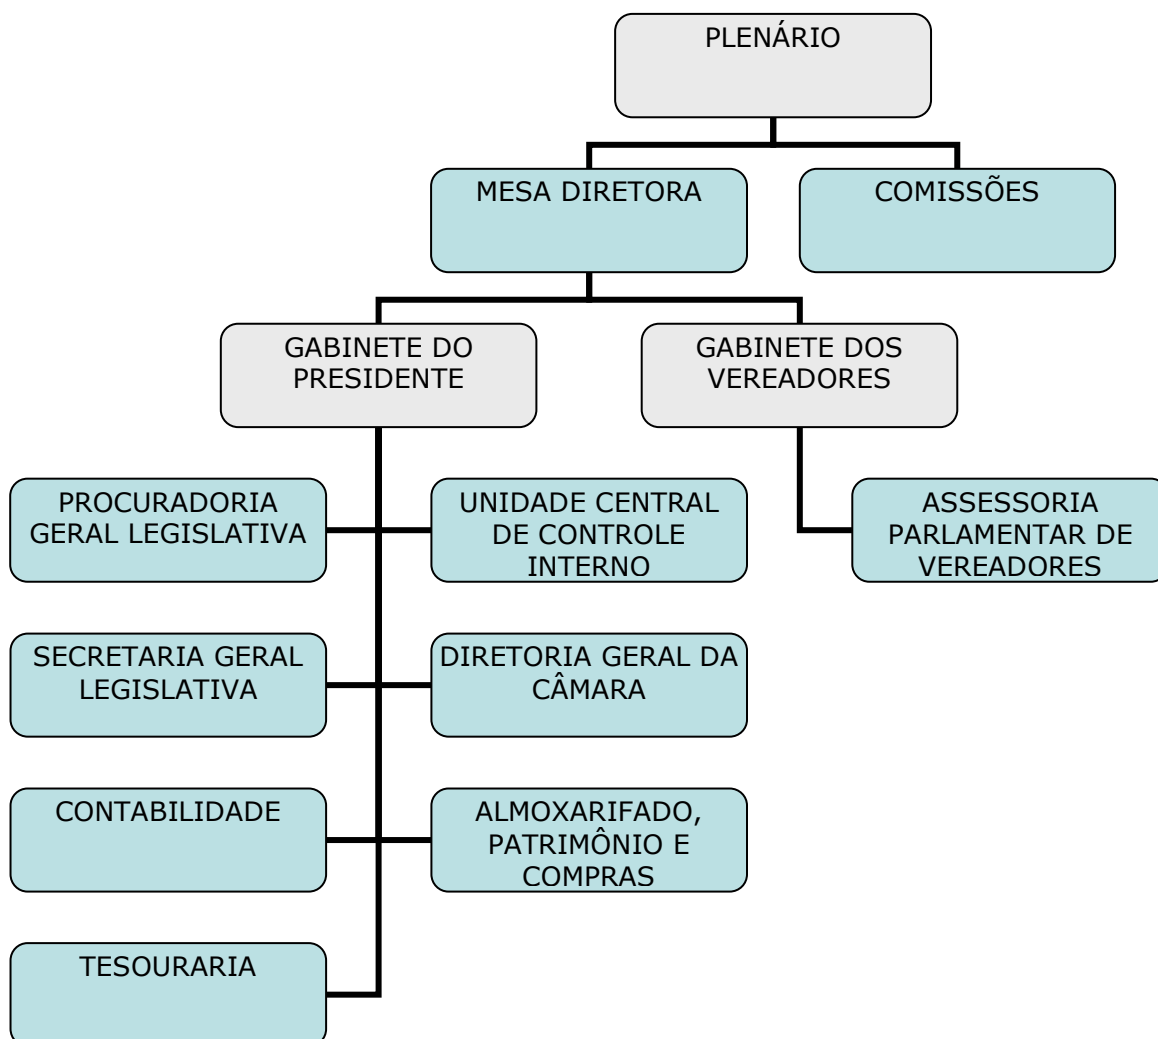 PLENÁRIO
MESA DIRETORA
COMISSÕES
GABINETE DO
PRESIDENTE
GABINETE DOS
VEREADORES
PROCURADORIA
GERAL LEGISLATIVA
UNIDADE CENTRAL
DE CONTROLE
INTERNO
ASSESSORIA
PARLAMENTAR DE
VEREADORES
SECRETARIA GERAL
LEGISLATIVA
DIRETORIA GERAL DA
CÂMARA
CONTABILIDADE
ALMOXARIFADO,
PATRIMÔNIO E
COMPRAS
TESOURARIA